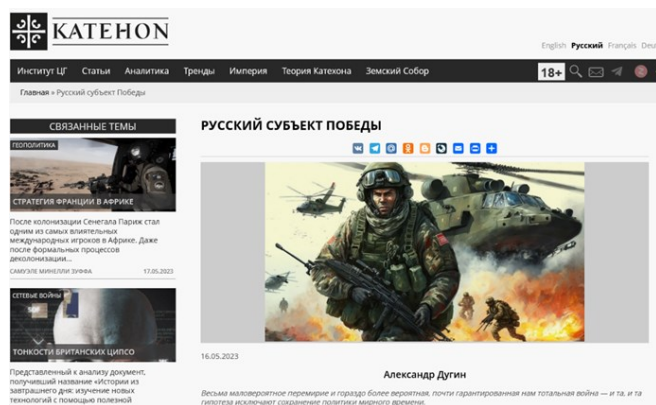 KATEHON
English Русский Français Deu
Институт ЦГ Статьи Аналитика Тренды Империя Теория Катехона Земский Собор
18+
Главная » Русский субъект Победы
СВЯЗАННЫЕ ТЕМЫ
ГЕОПОЛИТИКА
СТРАТЕГИЯ ФРАНЦИИ В АФРИКЕ
После колонизации Сенегала Париж стал
одним из самых влиятельных
международных игроков в Африке. Даже
после формальных процессов
деколонизации...
САМУЭЛЕ МИНЕЛЛИ ЗУФФА 17.05.2023
СЕТЕВЫЕ ВОЙНЫ
ТОНКОСТИ БРИТАНСКИХ ЦИПСО
Представленный к анализу документ,
получивший название «Истории из
завтрашнего дня: изучение новых
технологий с помощью полезной
РУССКИЙ СУБЪЕКТ ПОБЕДЫ
16.05.2023
Александр Дугин
Весьма маловероятное перемирие и гораздо более вероятная, почти гарантированная нам тотальная война — и та, и та
гипотеза исключают сохранение политики мирного времени.